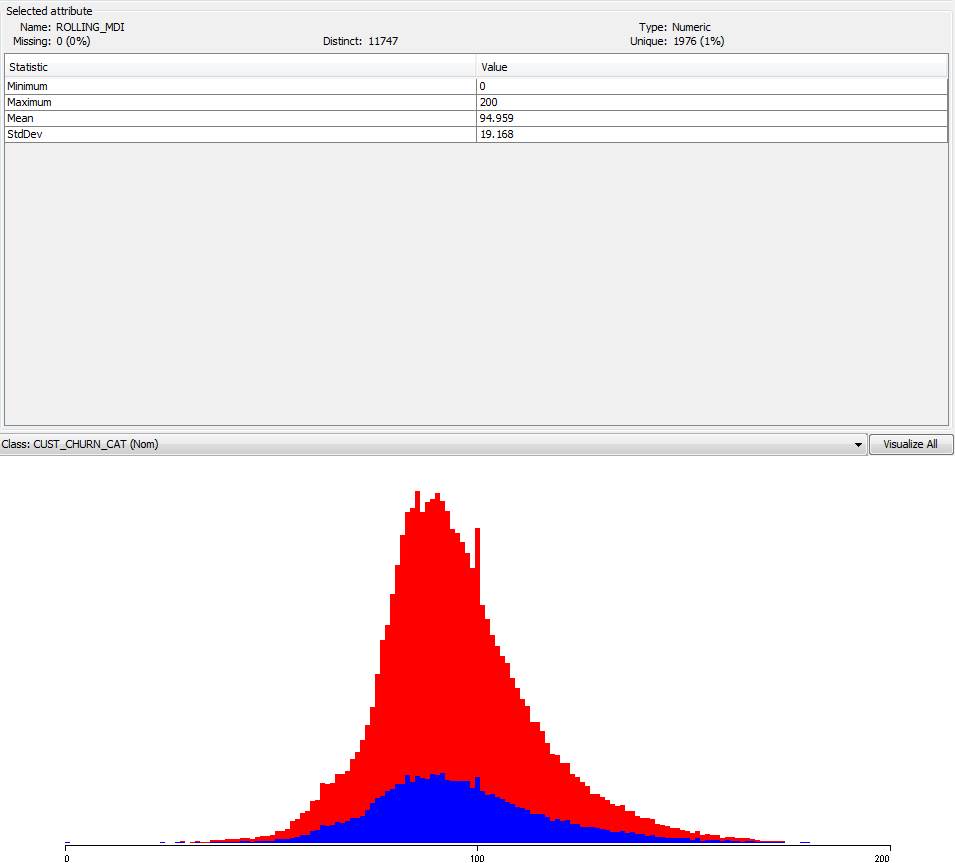 Selected attribute
Name: ROLLING_MDI Type: Numeric
Missing: 0 (0%) Distinct: 11747 Unique: 1976 (1%)
Statistic Value
Minimum 0
Maximum 200
Mean 94.959
StdDev 19.168
Class: CUST_CHURN_CAT (Nom) Visualize All
0 100 200